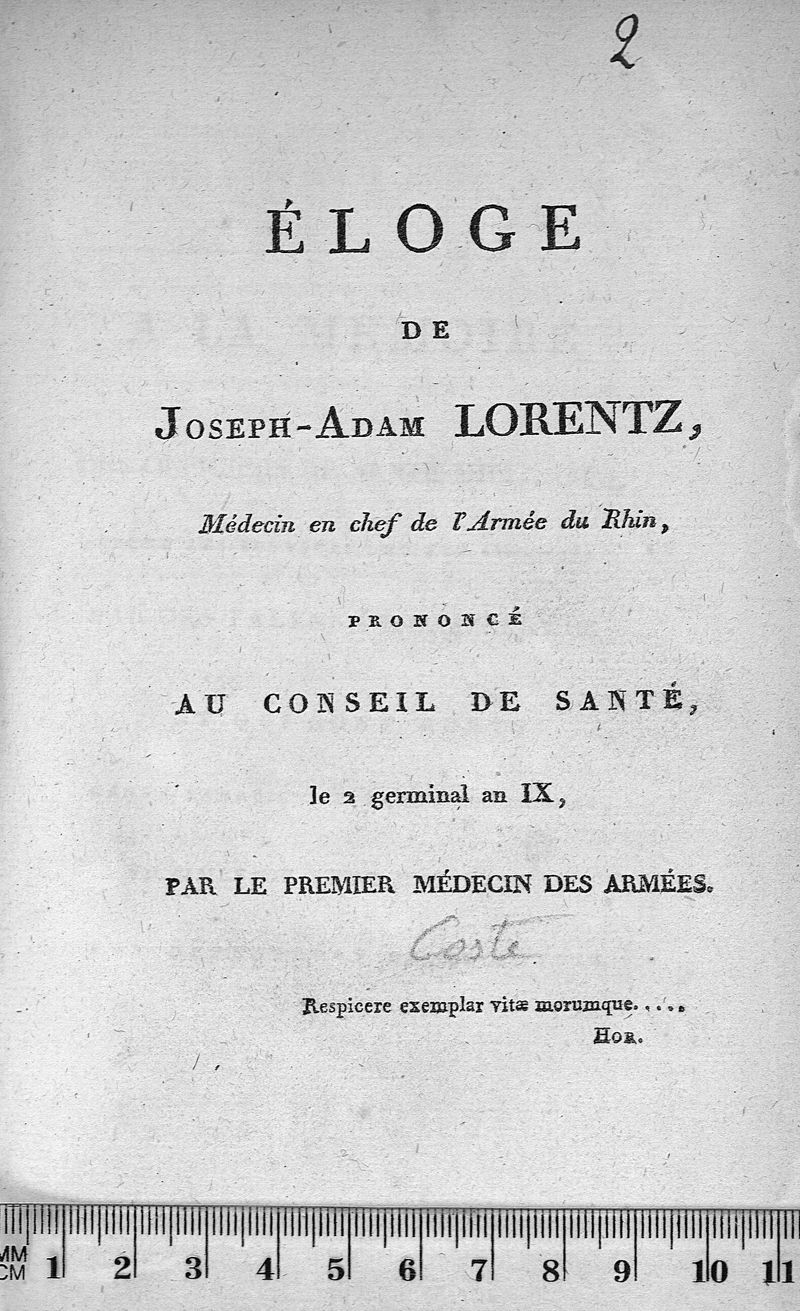 2
ÉLOGE
DE
JOSEPH-ADAM LORENTZ,
Médecin en chef de l'Armée du Rhin,
PRONONCÉ
AU CONSEIL DE SANTÉ,
le 2 germinal an IX,
PAR LE PREMIER MÉDECIN DES ARMÉES.
Coste
Respicere exemplar vitæ morumque.....
HOR.
MM
CM 1 2 3 4 5 6 7 8 9 10 11